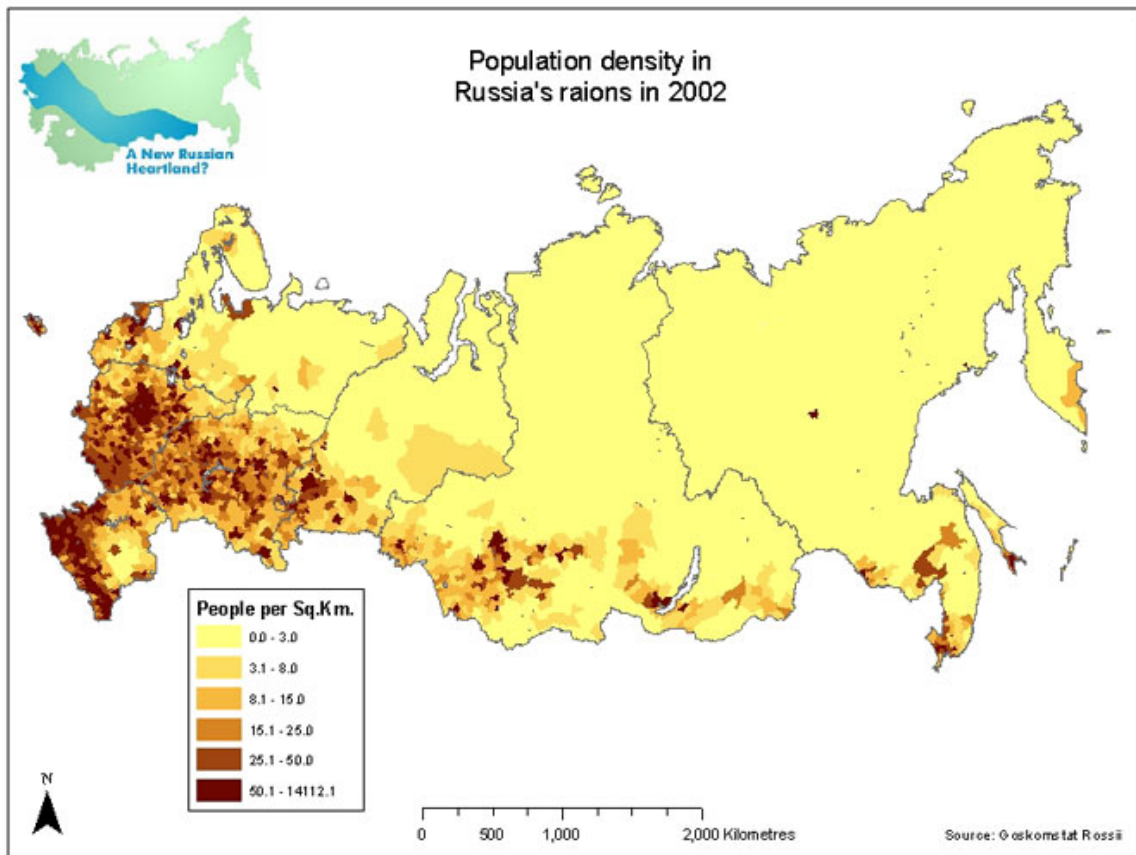 Population density in
Russia's raions in 2002
A New Russian
Heartland?
People per Sq.Km.
0.0 - 3.0
3.1 - 8.0
8.1 - 15.0
15.1 - 25.0
25.1 - 50.0
50.1 - 14112.1
N
0 500 1,000 2,000 Kilometres
Source: Goskomstat Rossii